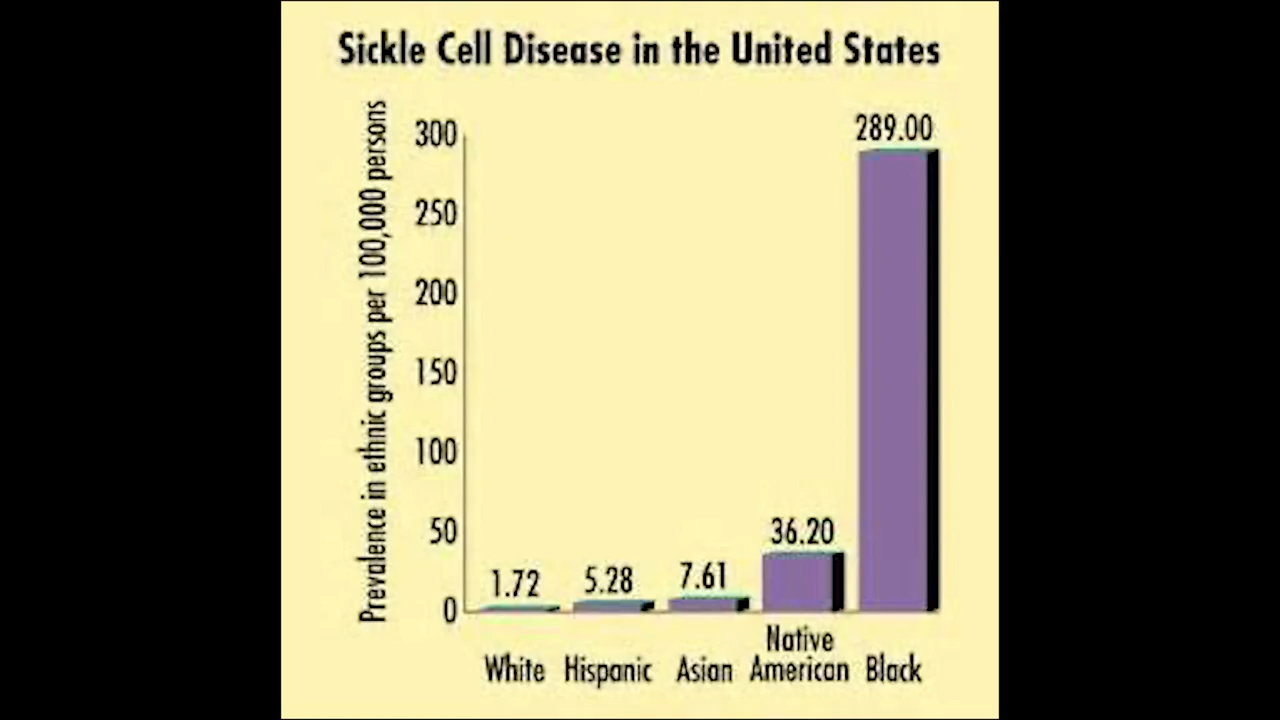 Sickle Cell Disease in the United States
Prevalence in ethnic groups per 100,000 persons
300
250
200
150
100
50
0
1.72
5.28
7.61
36.20
289.00
White
Hispanic
Asian
Native
American
Black